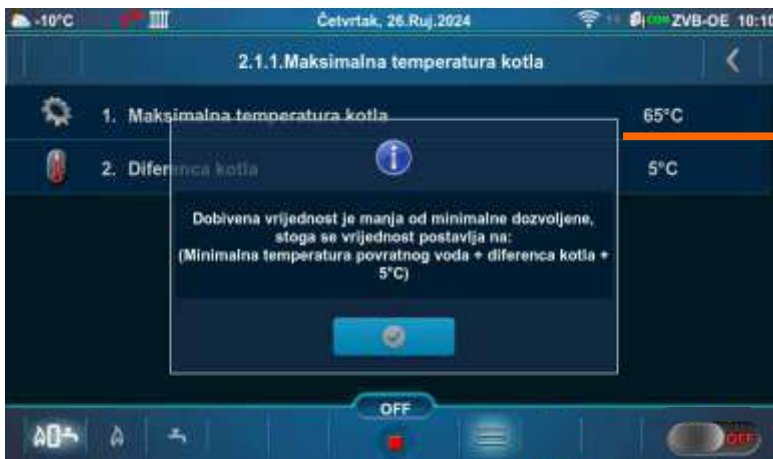 -10°C
Četvrtak, 26.Ruj.2024
ZVB-OE 10:10
2.1.1.Maksimalna temperatura kotla
1. Maksimalna temperatura kotla 65°C
2. Diferenca kotla 5°C
Dobivena vrijednost je manja od minimalne dozvoljene,
stoga se vrijednost postavlja na:
(Minimalna temperatura povratnog voda + diferenca kotla +
5°C)
OFF
OFF